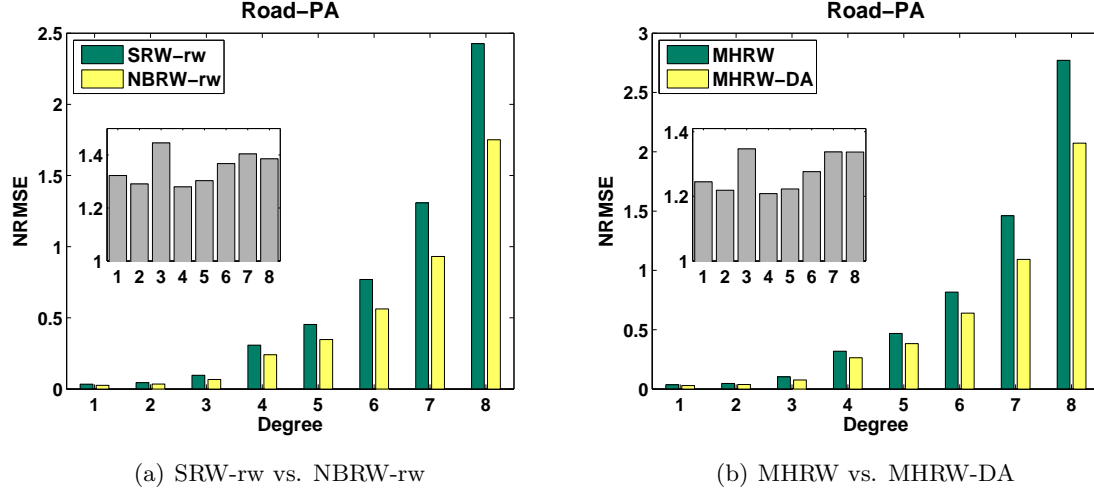 Road−PA
2.5
2
1.5
1
0.5
0
NRMSE
SRW−rw
NBRW−rw
1.4
1.2
1
1 2 3 4 5 6 7 8
1 2 3 4 5 6 7 8
Degree
(a) SRW-rw vs. NBRW-rw
Road−PA
3
2.5
2
1.5
1
0.5
0
NRMSE
MHRW
MHRW−DA
1.4
1.2
1
1 2 3 4 5 6 7 8
1 2 3 4 5 6 7 8
Degree
(b) MHRW vs. MHRW-DA